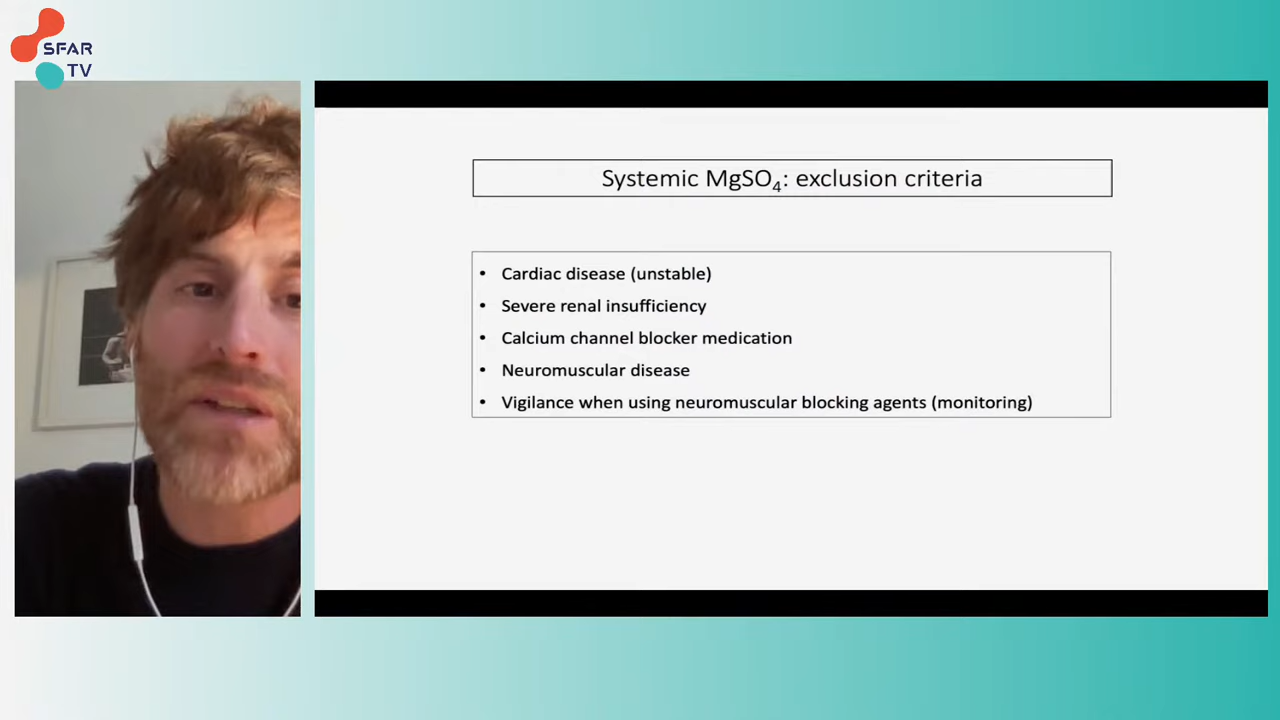 SFAR
TV
Systemic MgSO₄: exclusion criteria
• Cardiac disease (unstable)
• Severe renal insufficiency
• Calcium channel blocker medication
• Neuromuscular disease
• Vigilance when using neuromuscular blocking agents (monitoring)